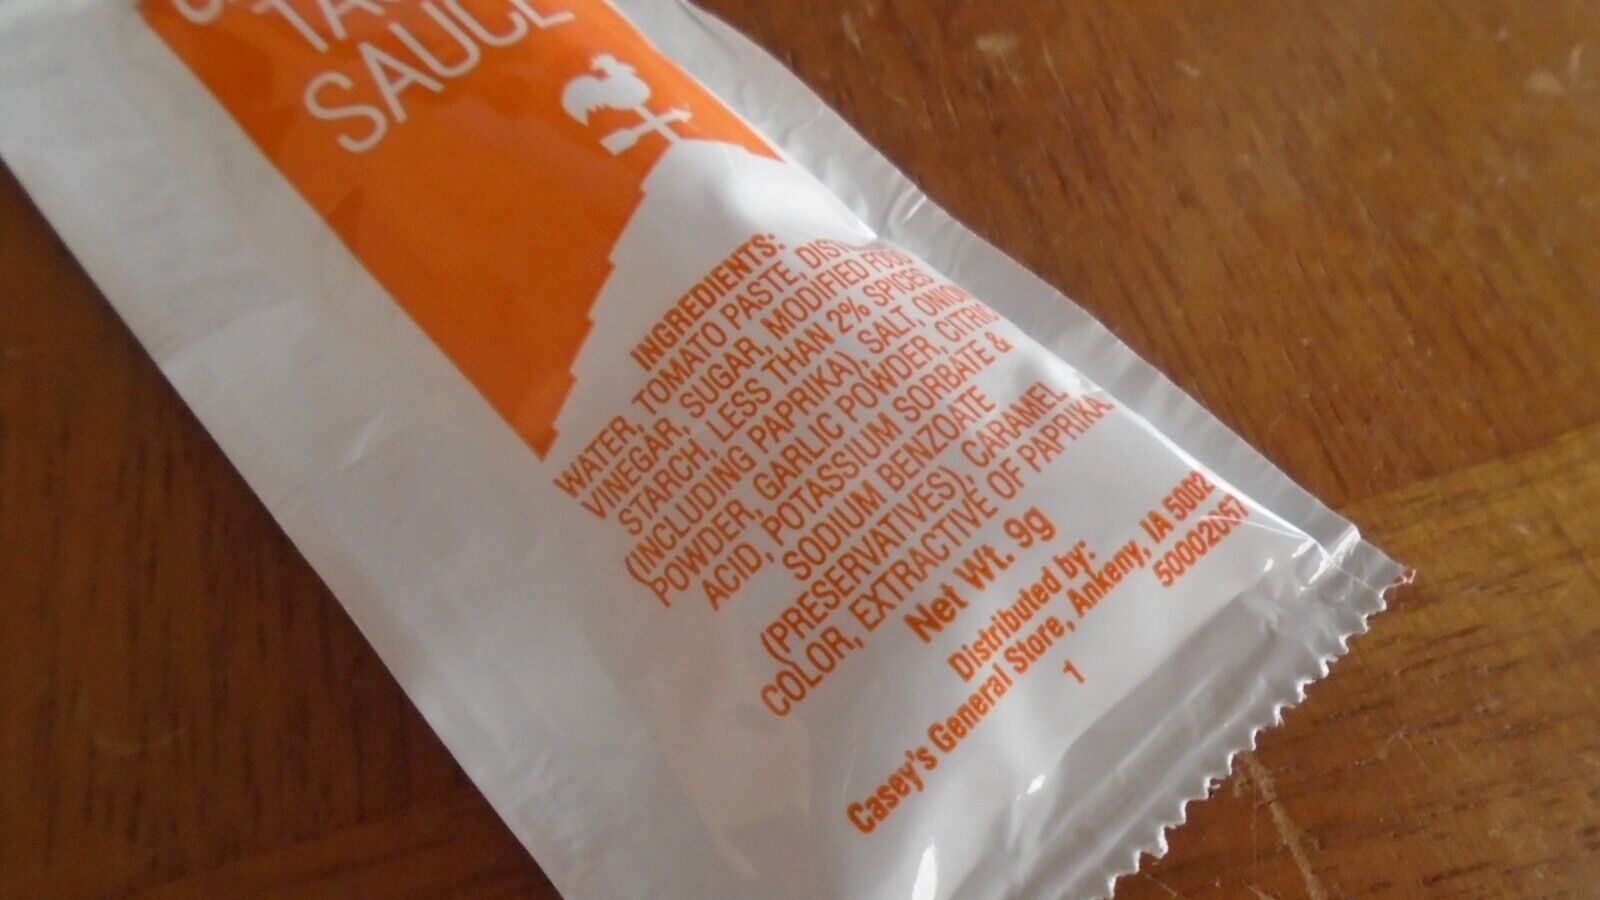 TACO
SAUCE
INGREDIENTS:
WATER, TOMATO PASTE,
VINEGAR, SUGAR, MODIFIED FOOD
STARCH, LESS THAN 2% SPICES
(INCLUDING PAPRIKA), SALT, ONION
POWDER, GARLIC POWDER, CITRIC
ACID, POTASSIUM SORBATE &
SODIUM BENZOATE
(PRESERVATIVES), CARAMEL
COLOR, EXTRACTIVE OF PAPRIKA.
Net Wt. 9g
Distributed by:
Casey's General Store, Ankeny, IA 5002
50002067
1